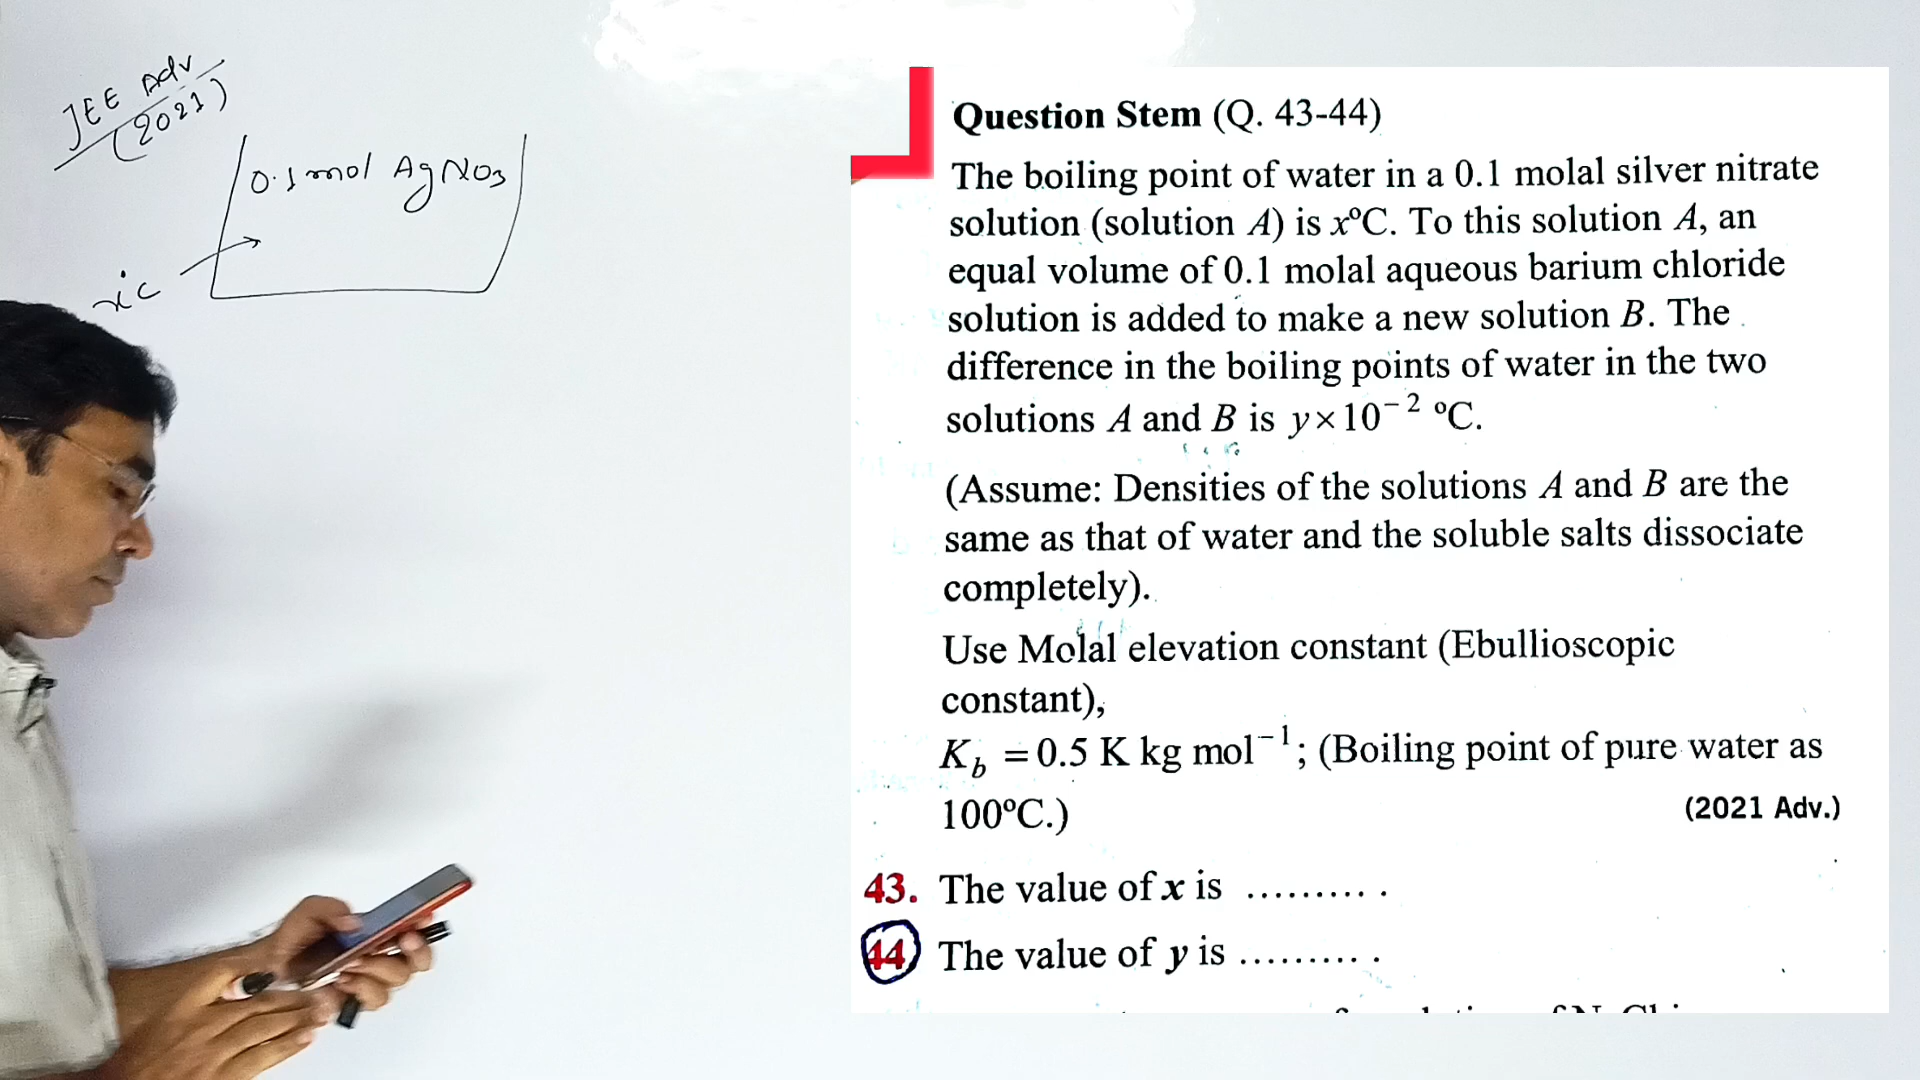 JEE Adv
(2021)
0.1 mol AgNO3
x°C
Question Stem (Q. 43-44)
The boiling point of water in a 0.1 molal silver nitrate
solution (solution A) is x°C. To this solution A, an
equal volume of 0.1 molal aqueous barium chloride
solution is added to make a new solution B. The
difference in the boiling points of water in the two
solutions A and B is y×10⁻² °C.
(Assume: Densities of the solutions A and B are the
same as that of water and the soluble salts dissociate
completely).
Use Molal elevation constant (Ebullioscopic
constant),
K_b = 0.5 K kg mol⁻¹; (Boiling point of pure water as
100°C.)
(2021 Adv.)
43. The value of x is ......... .
44 The value of y is ......... .